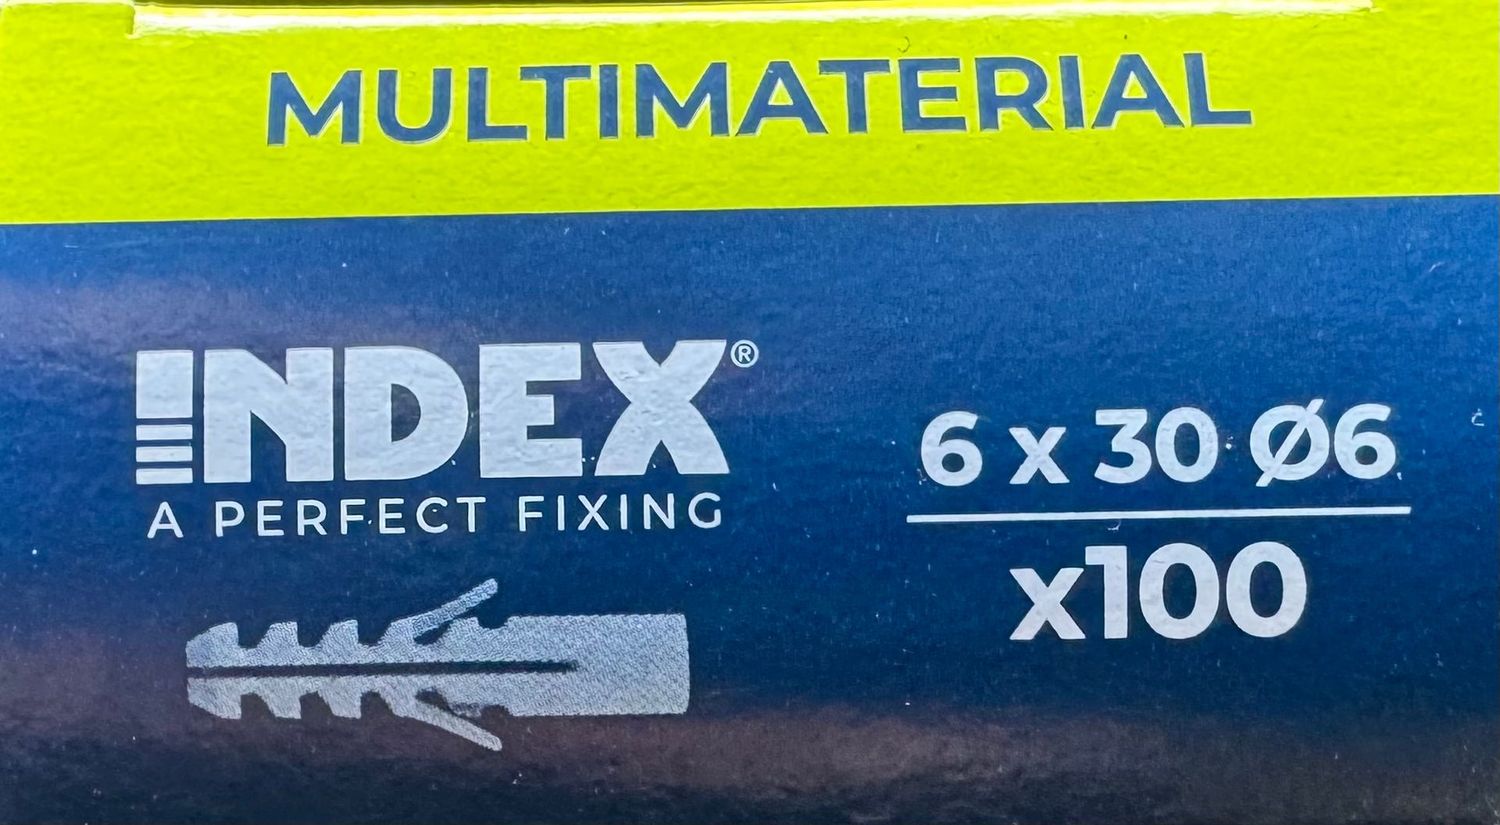 MULTIMATERIAL
INDEX®
A PERFECT FIXING
6 x 30 Ø6
x100